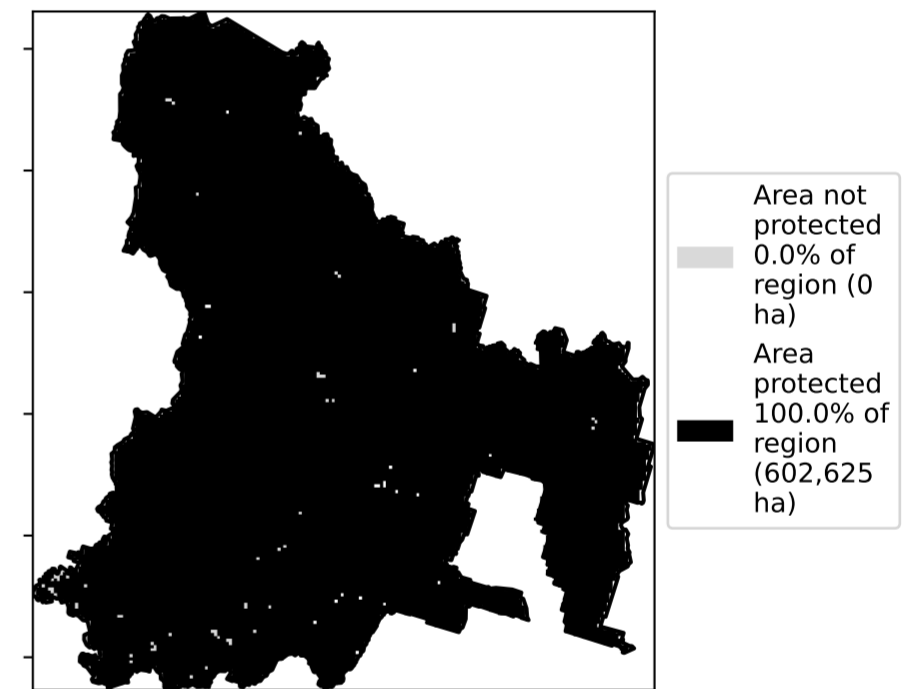 Area not
protected
0.0% of
region (0
ha)
Area
protected
100.0% of
region
(602,625
ha)